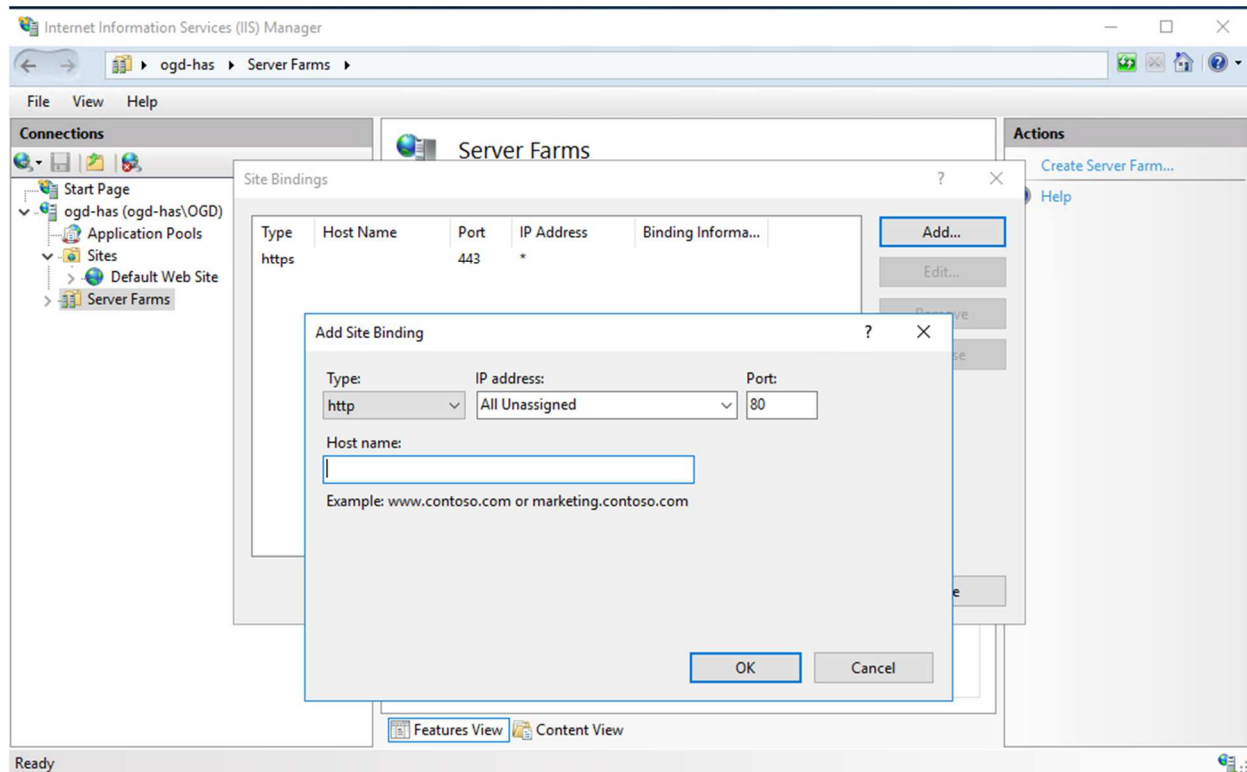 Internet Information Services (IIS) Manager
ogd-has Server Farms
File View Help
Connections
Start Page
ogd-has (ogd-has\OGD)
Application Pools
Sites
Default Web Site
Server Farms
Server Farms
Actions
Create Server Farm...
Help
Site Bindings
?
Type Host Name Port IP Address Binding Informa...
https 443 *
Add...
Edit...
Add Site Binding
?
Type: IP address: Port:
http All Unassigned 80
Host name:
Example: www.contoso.com or marketing.contoso.com
OK Cancel
Features View Content View
Ready